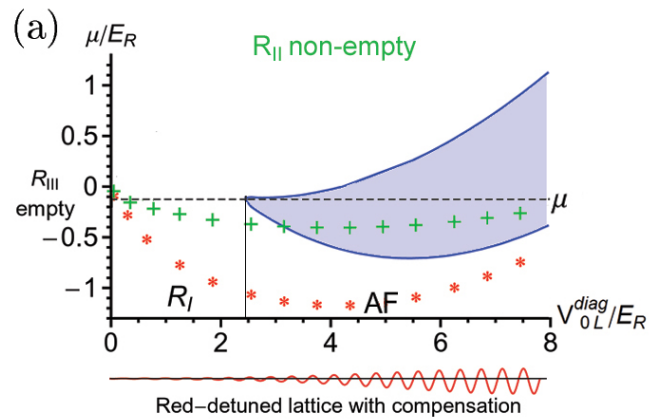 (a)
μ/E_R
R_II non-empty
1
0.5
0
R_III
empty
μ
−0.5
−1
R_I
AF
V_0L^diag/E_R
0 2 4 6 8
Red−detuned lattice with compensation